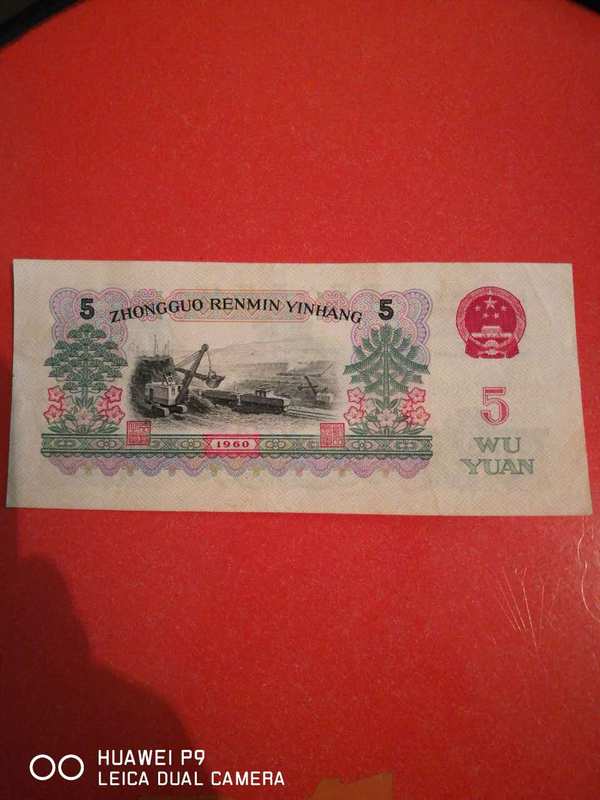 5 ZHONGGUO RENMIN YINHANG 5
5
1960
WU
YUAN
HUAWEI P9
LEICA DUAL CAMERA